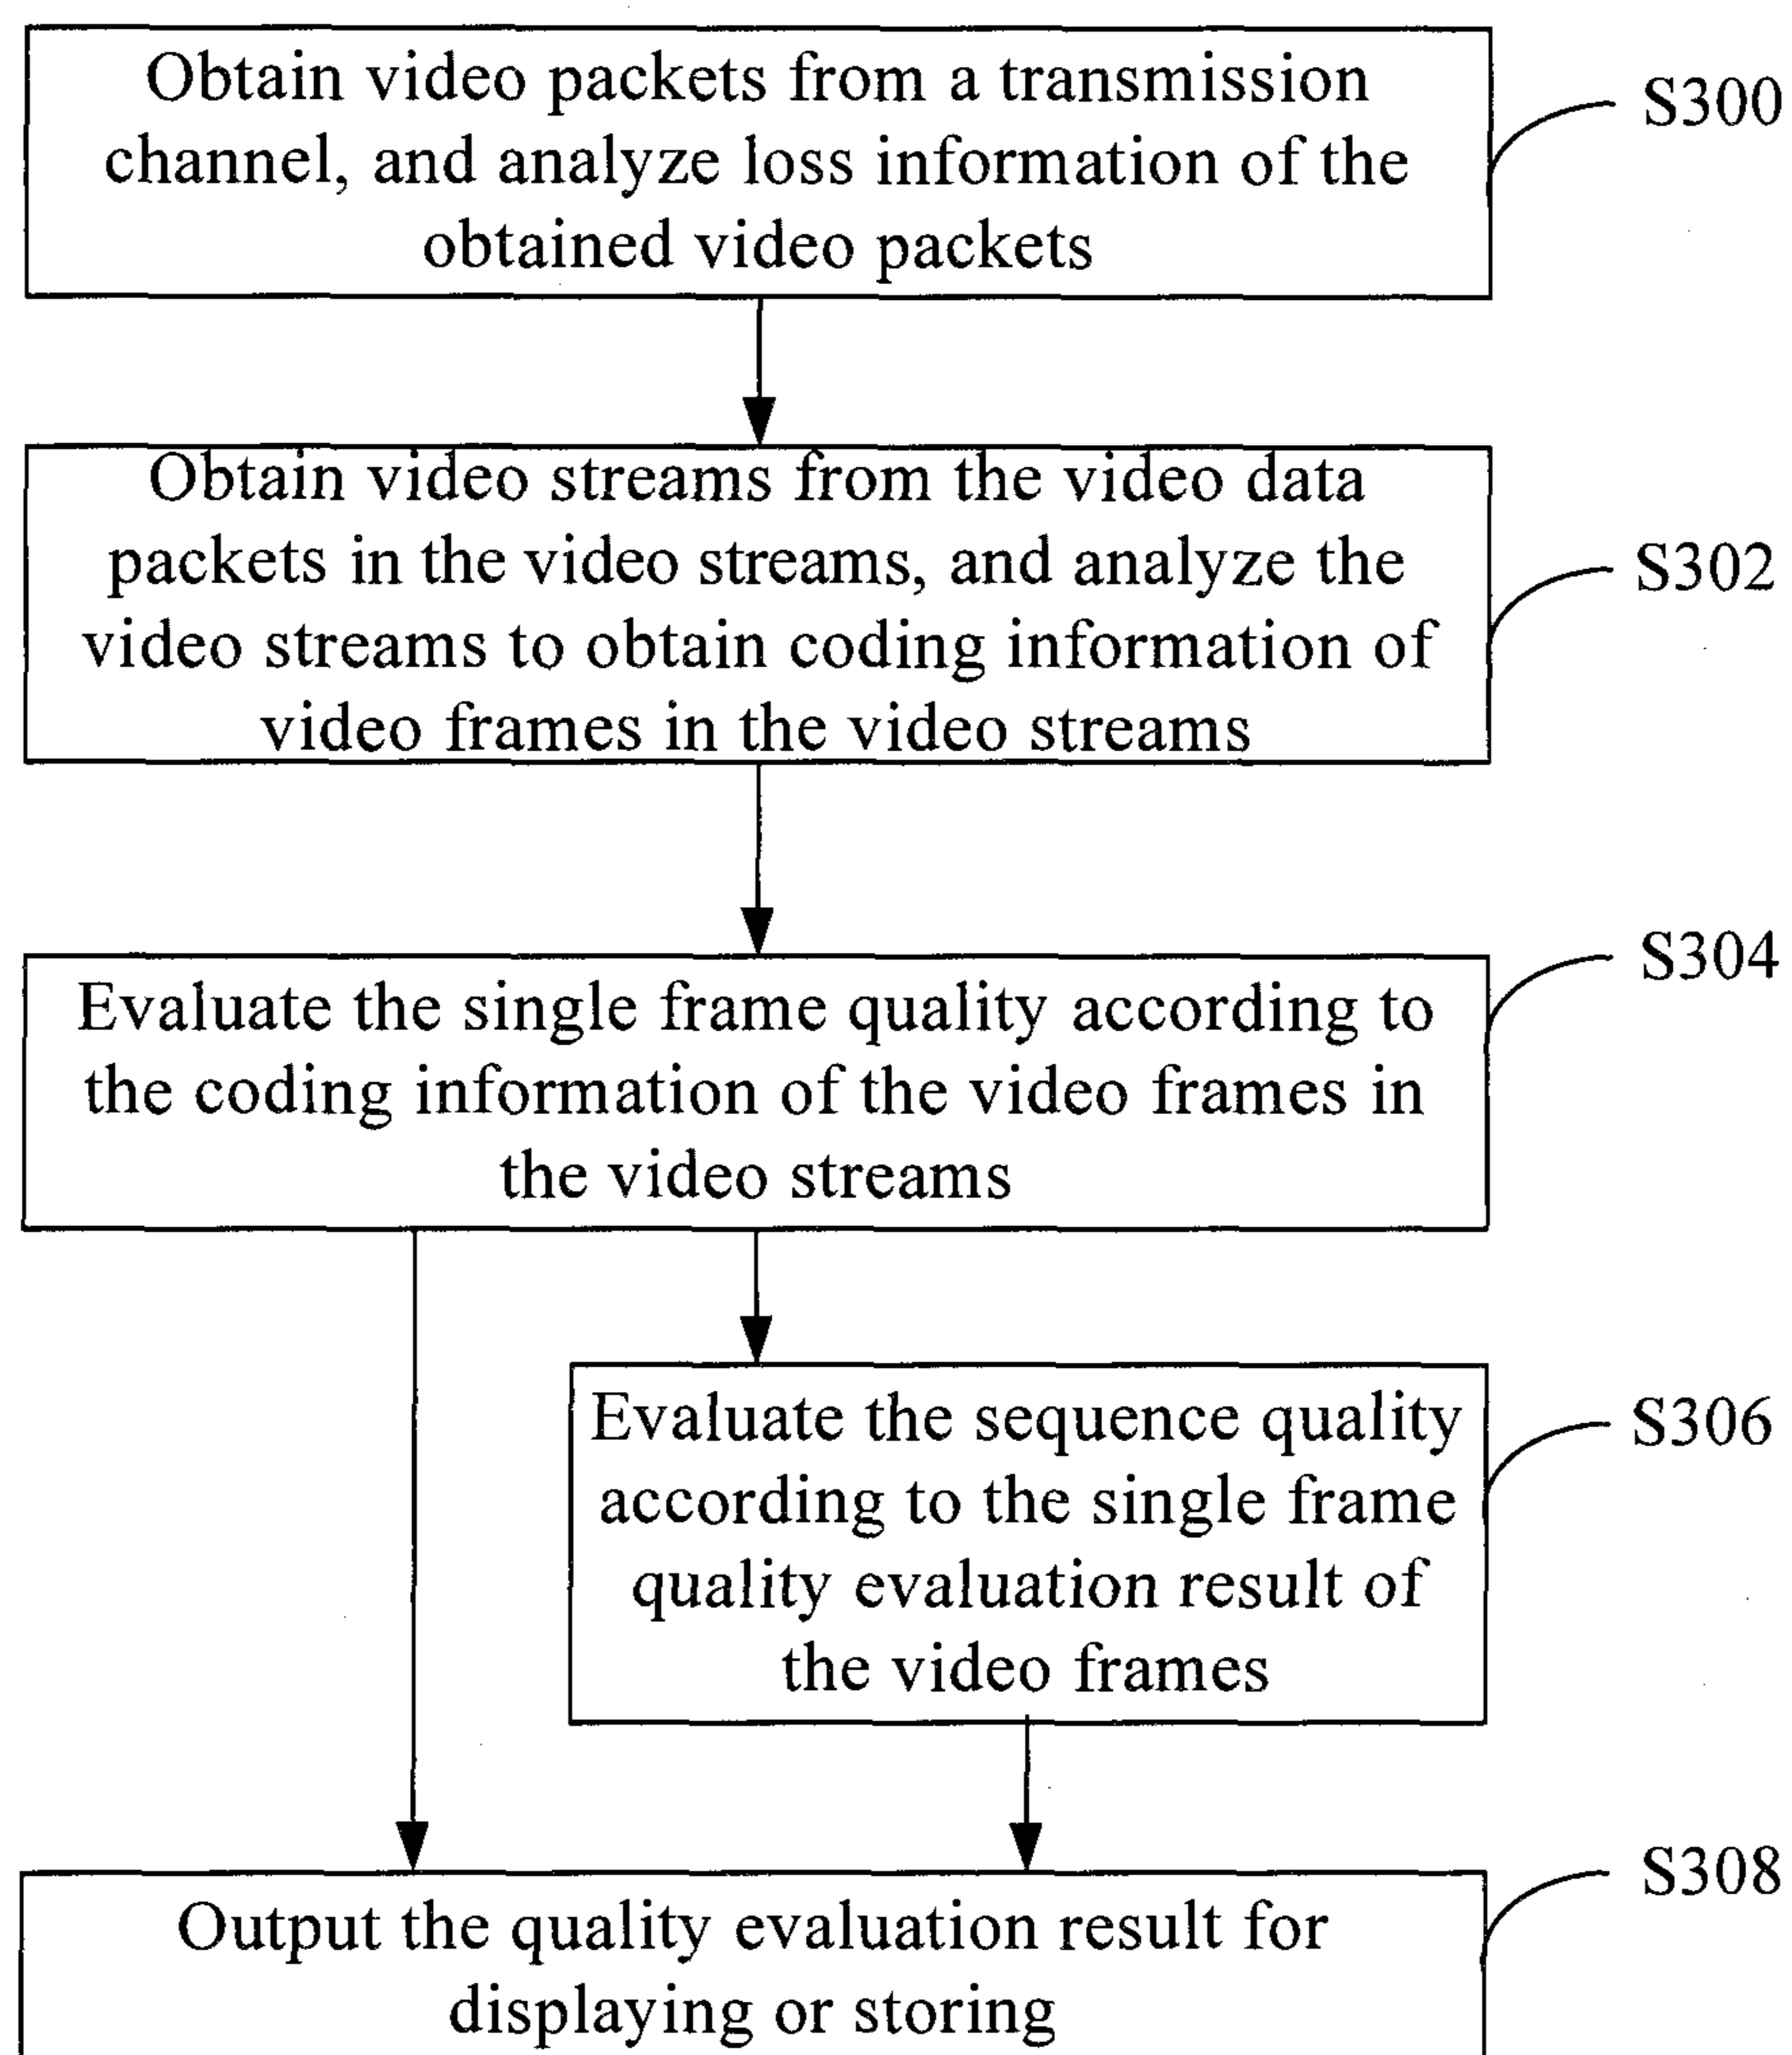 Obtain video packets from a transmission
channel, and analyze loss information of the
obtained video packets
S300
Obtain video streams from the video data
packets in the video streams, and analyze the
video streams to obtain coding information of
video frames in the video streams
S302
Evaluate the single frame quality according to
the coding information of the video frames in
the video streams
S304
Evaluate the sequence quality
according to the single frame
quality evaluation result of
the video frames
S306
Output the quality evaluation result for
displaying or storing
S308